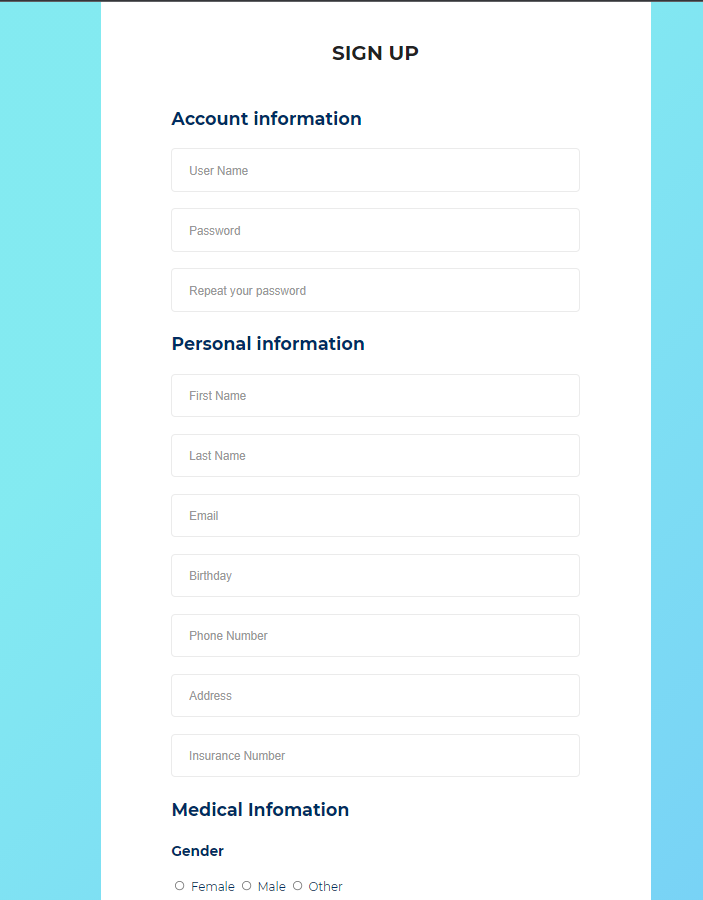 SIGN UP
Account information
User Name
Password
Repeat your password
Personal information
First Name
Last Name
Email
Birthday
Phone Number
Address
Insurance Number
Medical Infomation
Gender
Female Male Other